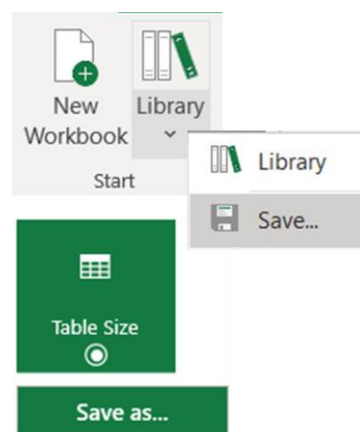 New
Workbook
Library
Start
Library
Save...
Table Size
Save as...